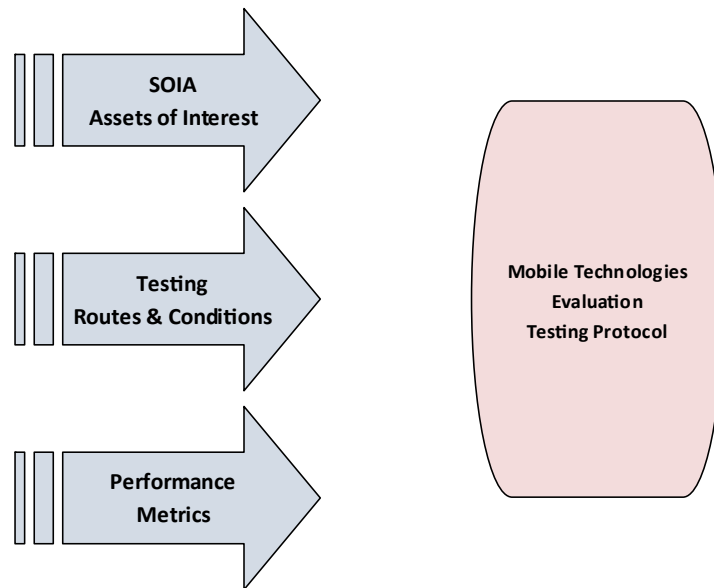 SOIA
Assets of Interest
Testing
Routes & Conditions
Performance
Metrics
Mobile Technologies
Evaluation
Testing Protocol